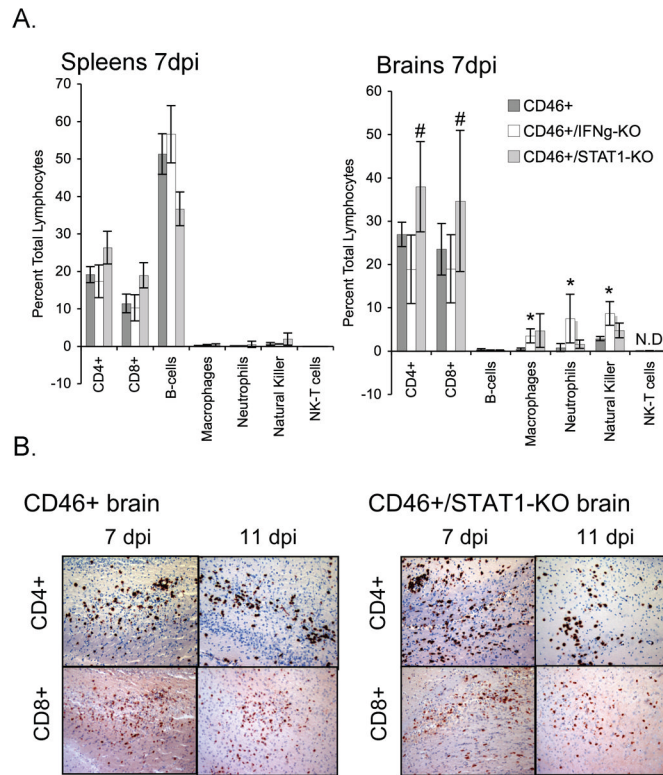 A.
Spleens 7dpi
Percent Total Lymphocytes
70
60
50
40
30
20
10
0
-10
CD4+
CD8+
B-cells
Macrophages
Neutrophils
Natural Killer
NK-T cells
Brains 7dpi
Percent Total Lymphocytes
60
50
40
30
20
10
0
-10
CD46+
CD46+/IFNg-KO
CD46+/STAT1-KO
# #
* * *
N.D
CD4+
CD8+
B-cells
Macrophages
Neutrophils
Natural Killer
NK-T cells
B.
CD46+ brain
7 dpi 11 dpi
CD4+
CD8+
CD46+/STAT1-KO brain
7 dpi 11 dpi
CD4+
CD8+